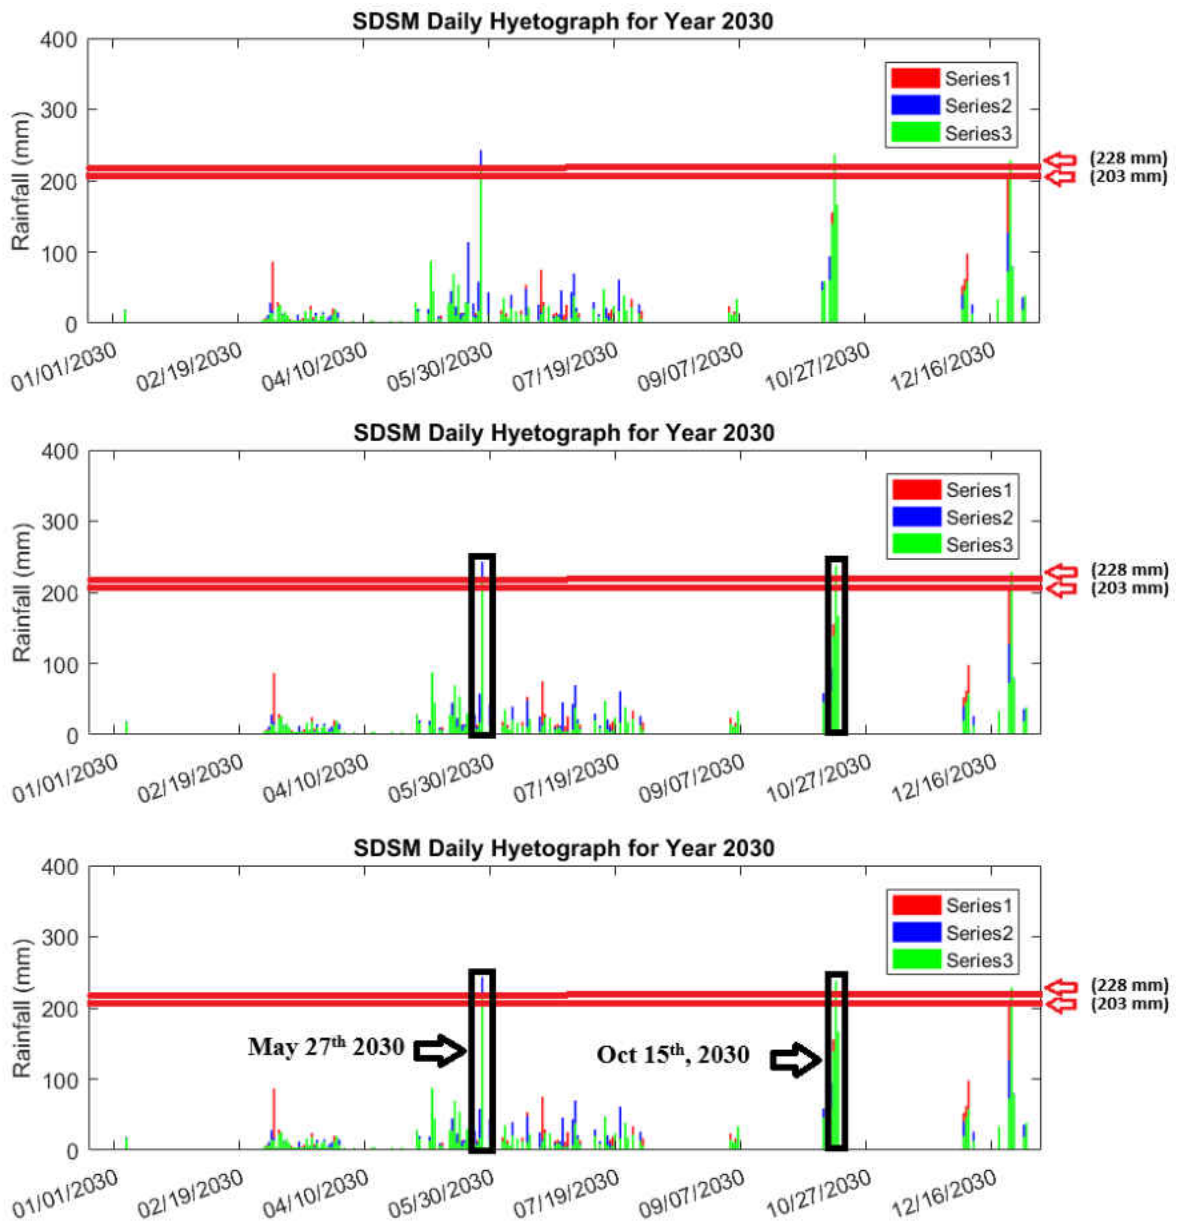 SDSM Daily Hyetograph for Year 2030
400
300
200
100
0
Rainfall (mm)
Series1
Series2
Series3
(228 mm)
(203 mm)
01/01/2030
02/19/2030
04/10/2030
05/30/2030
07/19/2030
09/07/2030
10/27/2030
12/16/2030
SDSM Daily Hyetograph for Year 2030
400
300
200
100
0
Rainfall (mm)
Series1
Series2
Series3
(228 mm)
(203 mm)
01/01/2030
02/19/2030
04/10/2030
05/30/2030
07/19/2030
09/07/2030
10/27/2030
12/16/2030
SDSM Daily Hyetograph for Year 2030
400
300
200
100
0
Rainfall (mm)
Series1
Series2
Series3
(228 mm)
(203 mm)
May 27th 2030
Oct 15th, 2030
01/01/2030
02/19/2030
04/10/2030
05/30/2030
07/19/2030
09/07/2030
10/27/2030
12/16/2030